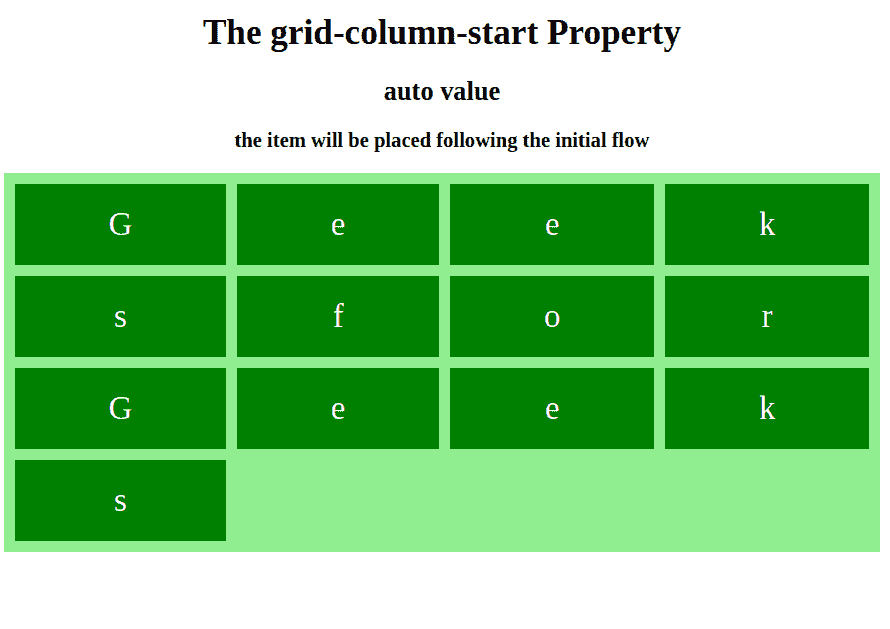 The grid-column-start Property
auto value
the item will be placed following the initial flow
G e e k
s f o r
G e e k
s